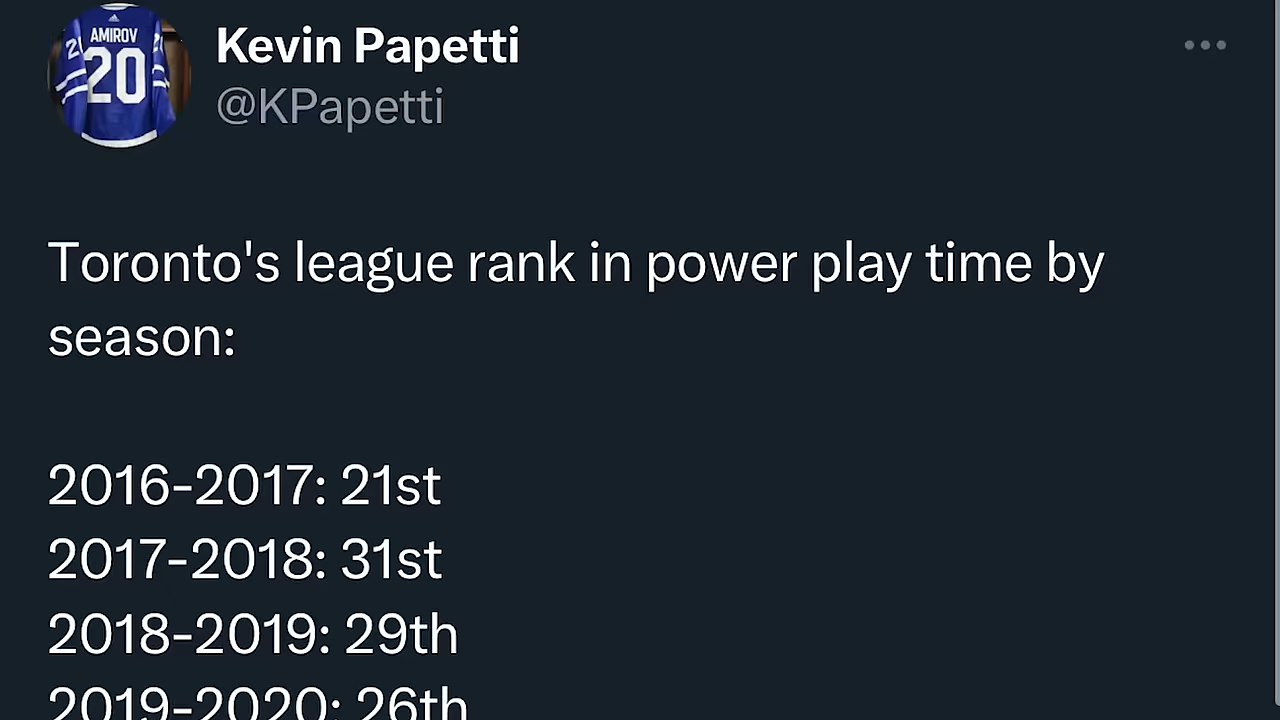 AMIROV
20
Kevin Papetti
@KPapetti
Toronto's league rank in power play time by
season:
2016-2017: 21st
2017-2018: 31st
2018-2019: 29th
2019-2020: 26th